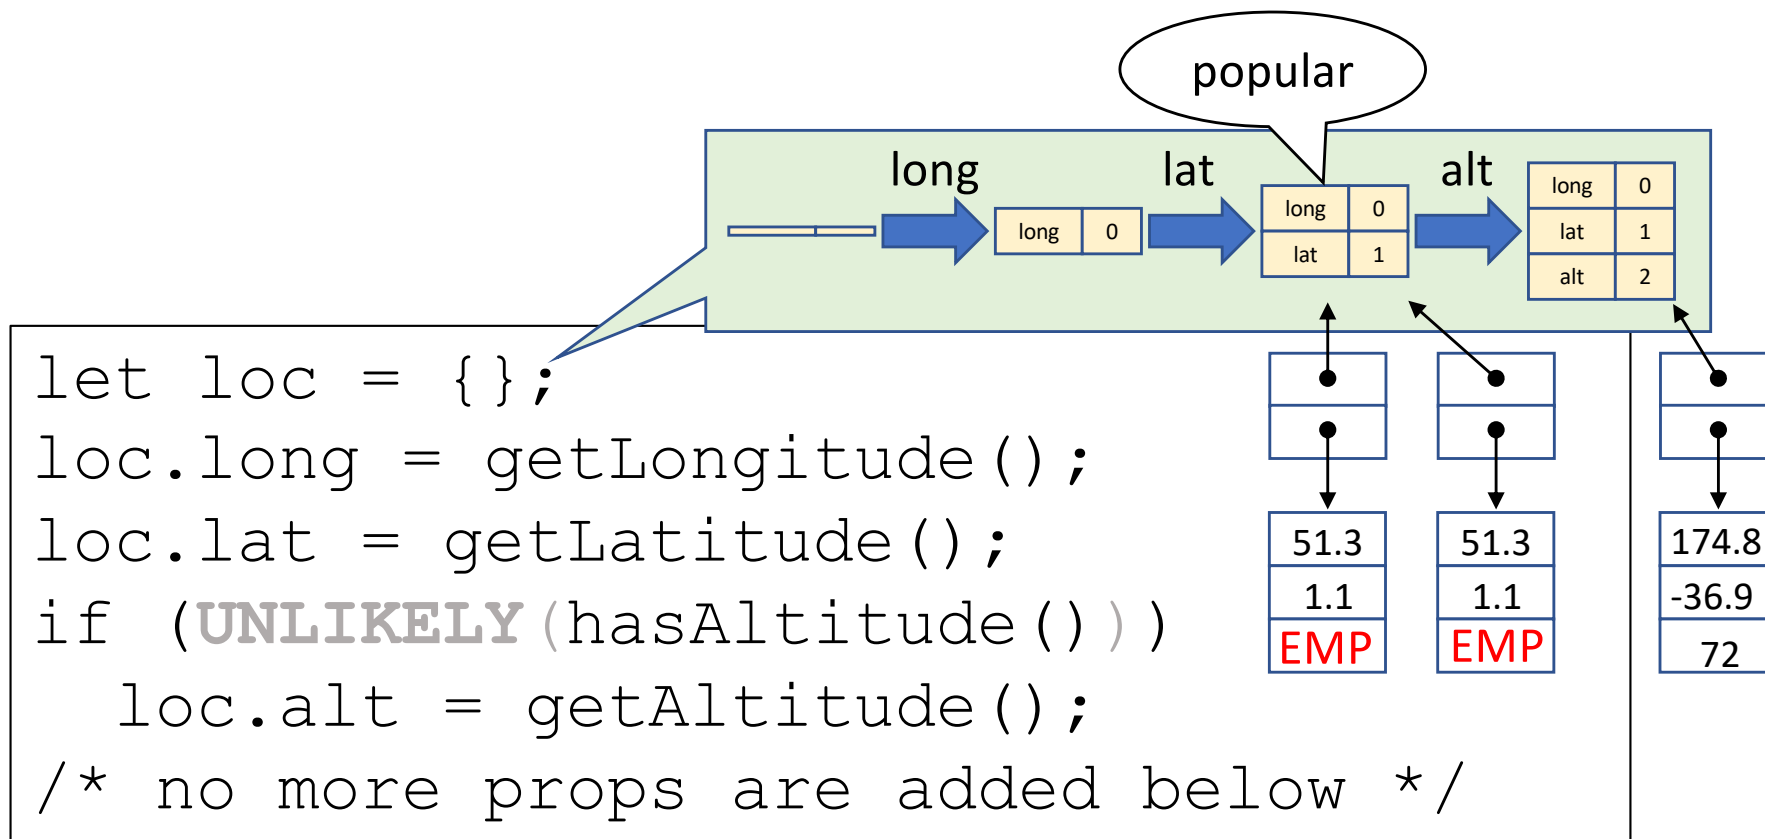 popular
long lat alt
long 0
long 0
lat 1
long 0
lat 1
alt 2
let loc = {};
loc.long = getLongitude();
loc.lat = getLatitude();
if (UNLIKELY(hasAltitude()))
loc.alt = getAltitude();
/* no more props are added below */
51.3 51.3 174.8
1.1 1.1 -36.9
EMP EMP 72